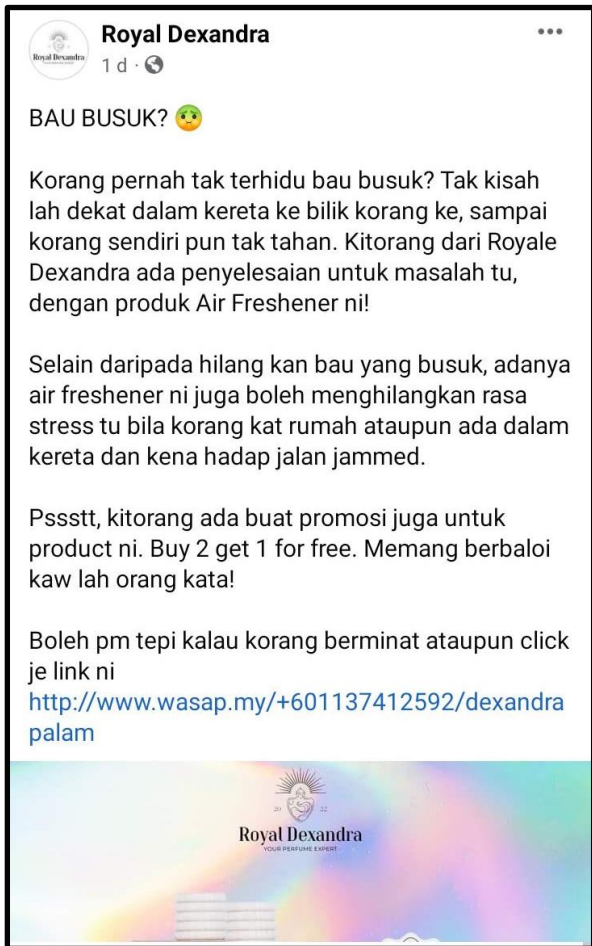 Royal Dexandra
Royal Dexandra
1 d ·
BAU BUSUK? 🤢
Korang pernah tak terhidu bau busuk? Tak kisah
lah dekat dalam kereta ke bilik korang ke, sampai
korang sendiri pun tak tahan. Kitorang dari Royale
Dexandra ada penyelesaian untuk masalah tu,
dengan produk Air Freshener ni!
Selain daripada hilang kan bau yang busuk, adanya
air freshener ni juga boleh menghilangkan rasa
stress tu bila korang kat rumah ataupun ada dalam
kereta dan kena hadap jalan jammed.
Pssstt, kitorang ada buat promosi juga untuk
product ni. Buy 2 get 1 for free. Memang berbaloi
kaw lah orang kata!
Boleh pm tepi kalau korang berminat ataupun click
je link ni
http://www.wasap.my/+601137412592/dexandra
palam
20 22
Royal Dexandra
YOUR PERFUME EXPERT